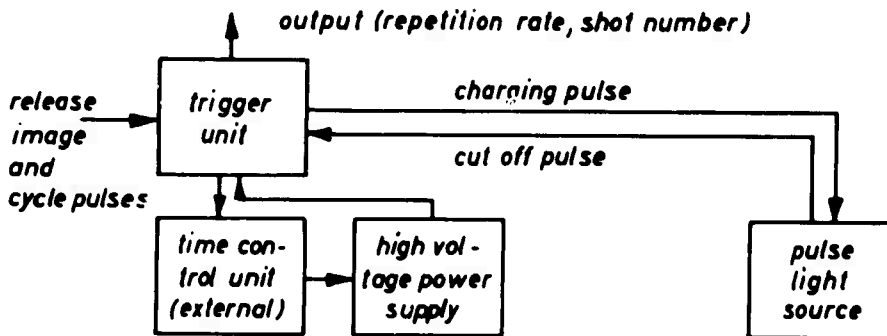 output (repetition rate, shot number)
release
image
and
cycle pulses
trigger
unit
charging pulse
cut off pulse
time con-
trol unit
(external)
high vol-
tage power
supply
pulse
light
source